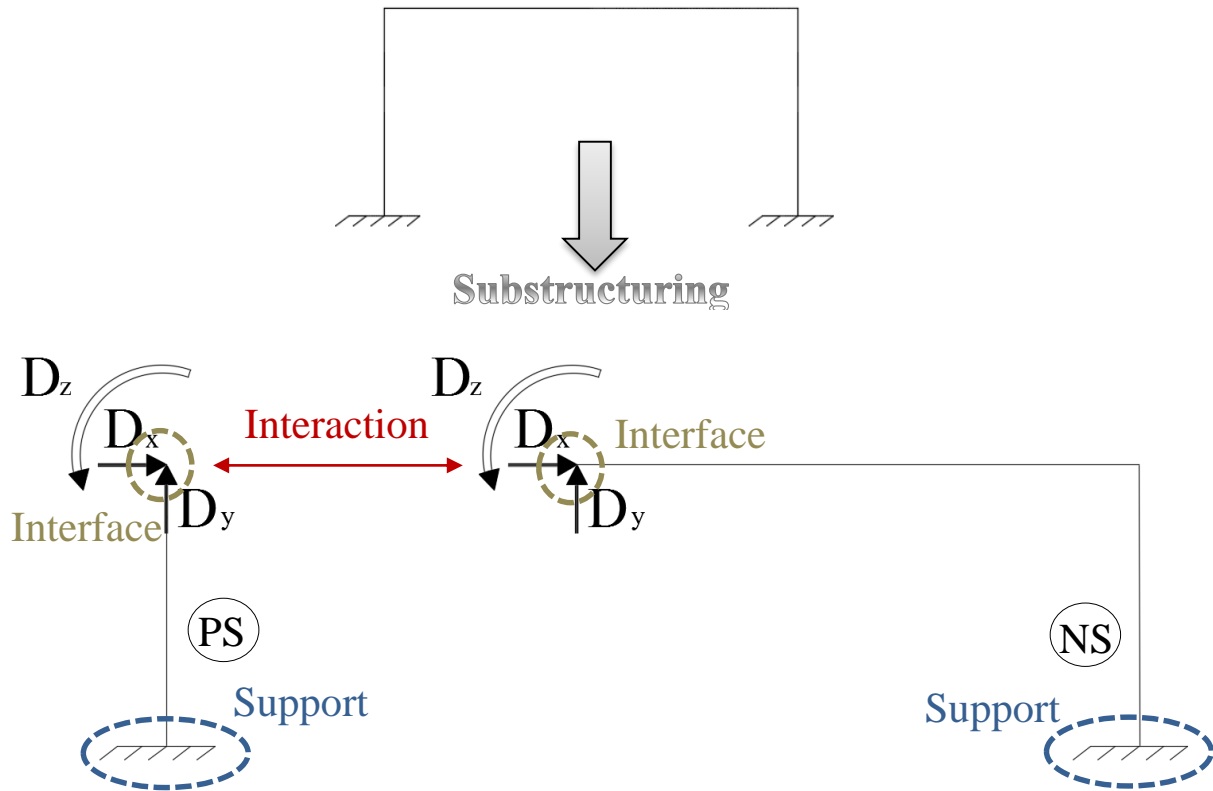 Substructuring
Dz
Dz
Dx
Interaction
Dx
Interface
Interface
Dy
Dy
PS
NS
Support
Support